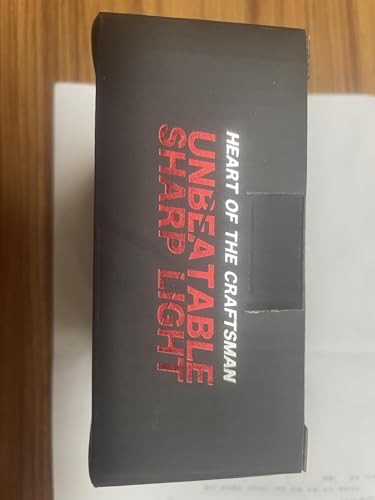 HEART OF THE CRAFTSMAN
UNBEATABLE
SHARP LIGHT